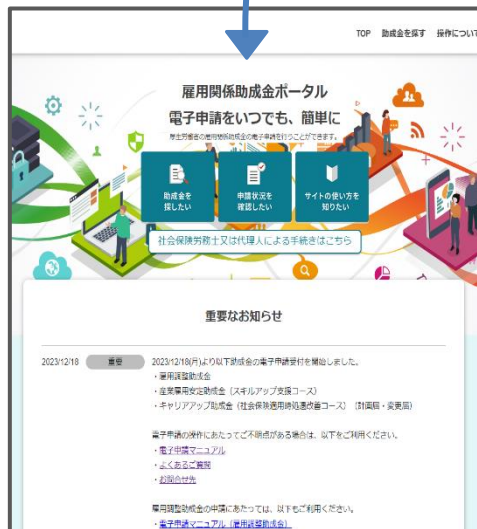 TOP 助成金を探す 操作について
雇用関係助成金ポータル
電子申請をいつでも、簡単に
厚生労働省の雇用関係助成金の電子申請を行うことができます。
助成金を
探したい
申請状況を
確認したい
サイトの使い方を
知りたい
社会保険労務士又は代理人による手続きはこちら
重要なお知らせ
2023/12/18 重要 2023/12/18(月)より以下助成金の電子申請受付を開始しました。
・雇用調整助成金
・産業雇用安定助成金（スキルアップ支援コース）
・キャリアアップ助成金（社会保険適用時処遇改善コース）（計画届・変更届）
電子申請の操作にあたってご不明点がある場合は、以下をご利用ください。
・電子申請マニュアル
・よくあるご質問
・お問合せ先
雇用調整助成金の申請にあたっては、以下もご利用ください。
・電子申請マニュアル（雇用調整助成金）